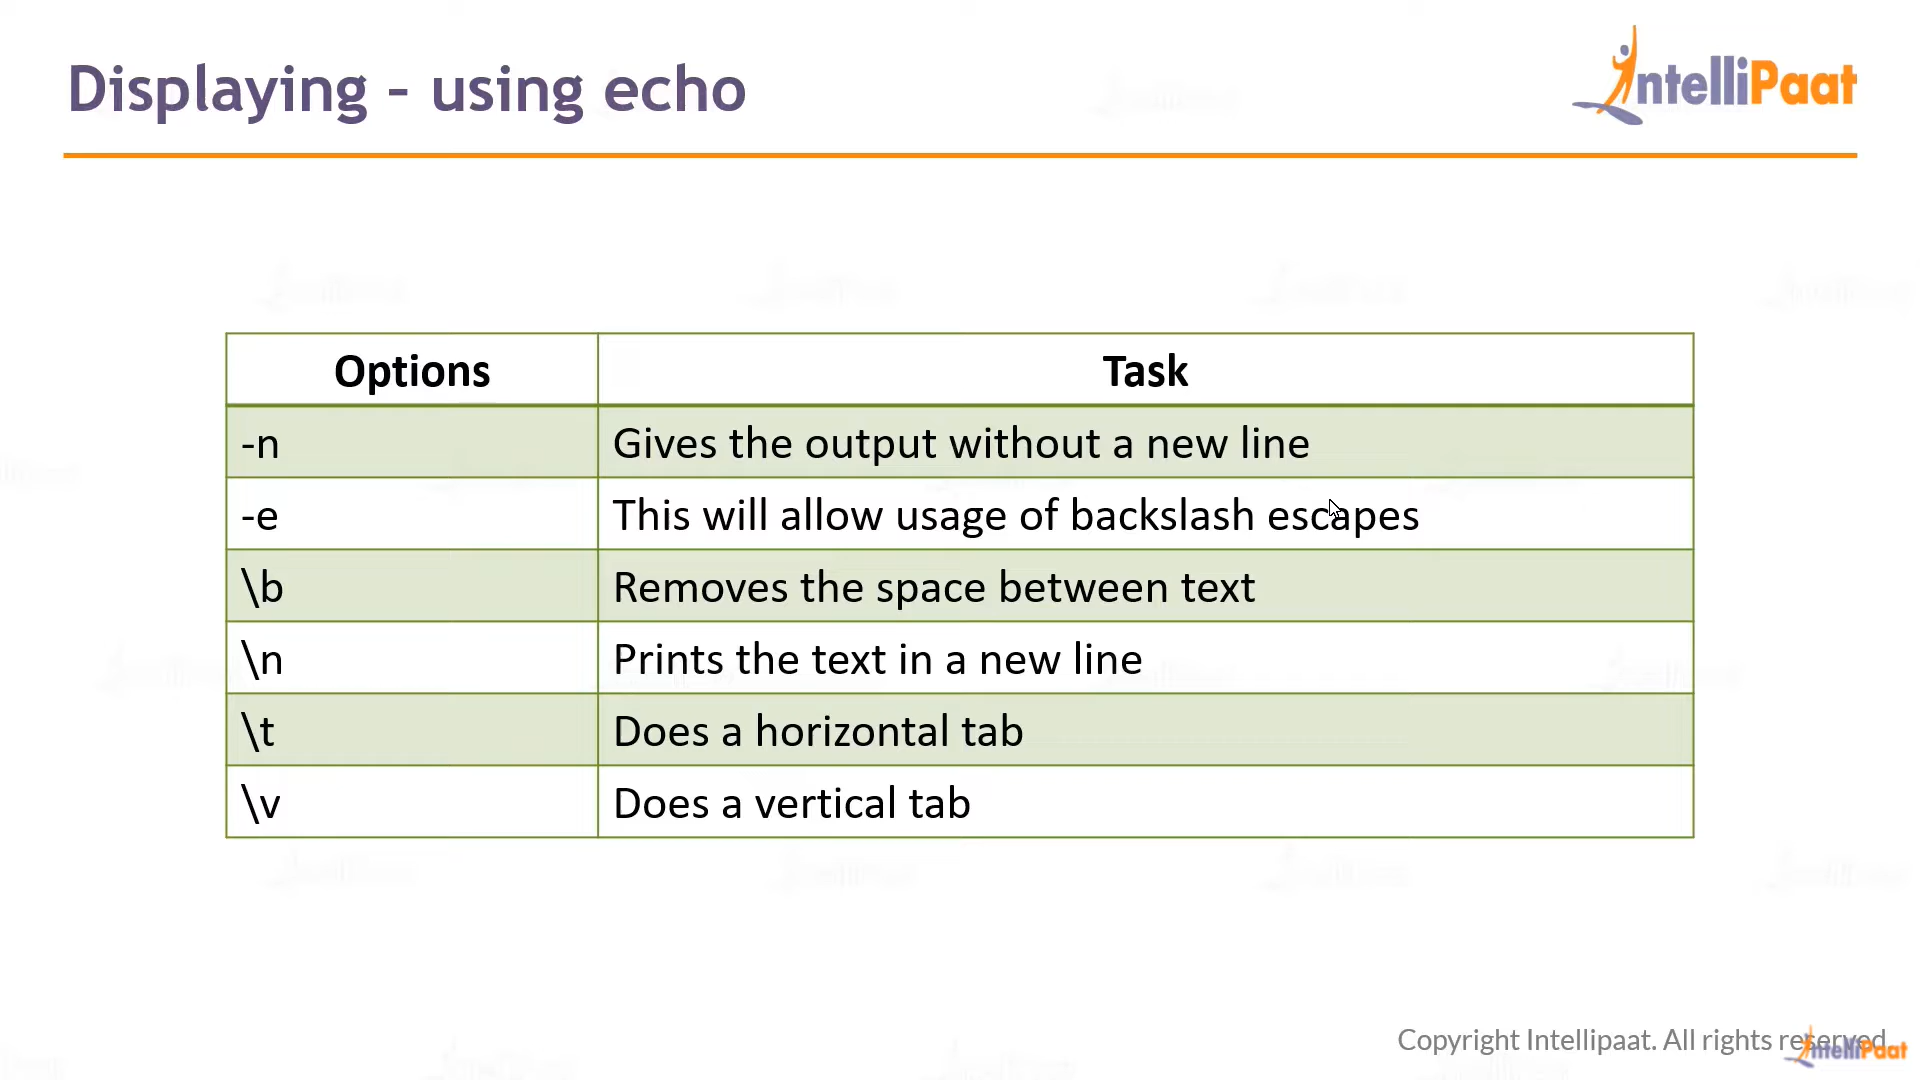 Displaying - using echo
IntelliPaat
Options Task
-n Gives the output without a new line
-e This will allow usage of backslash escapes
\b Removes the space between text
\n Prints the text in a new line
\t Does a horizontal tab
\v Does a vertical tab
Copyright Intellipaat. All rights reserved.
IntelliPaat